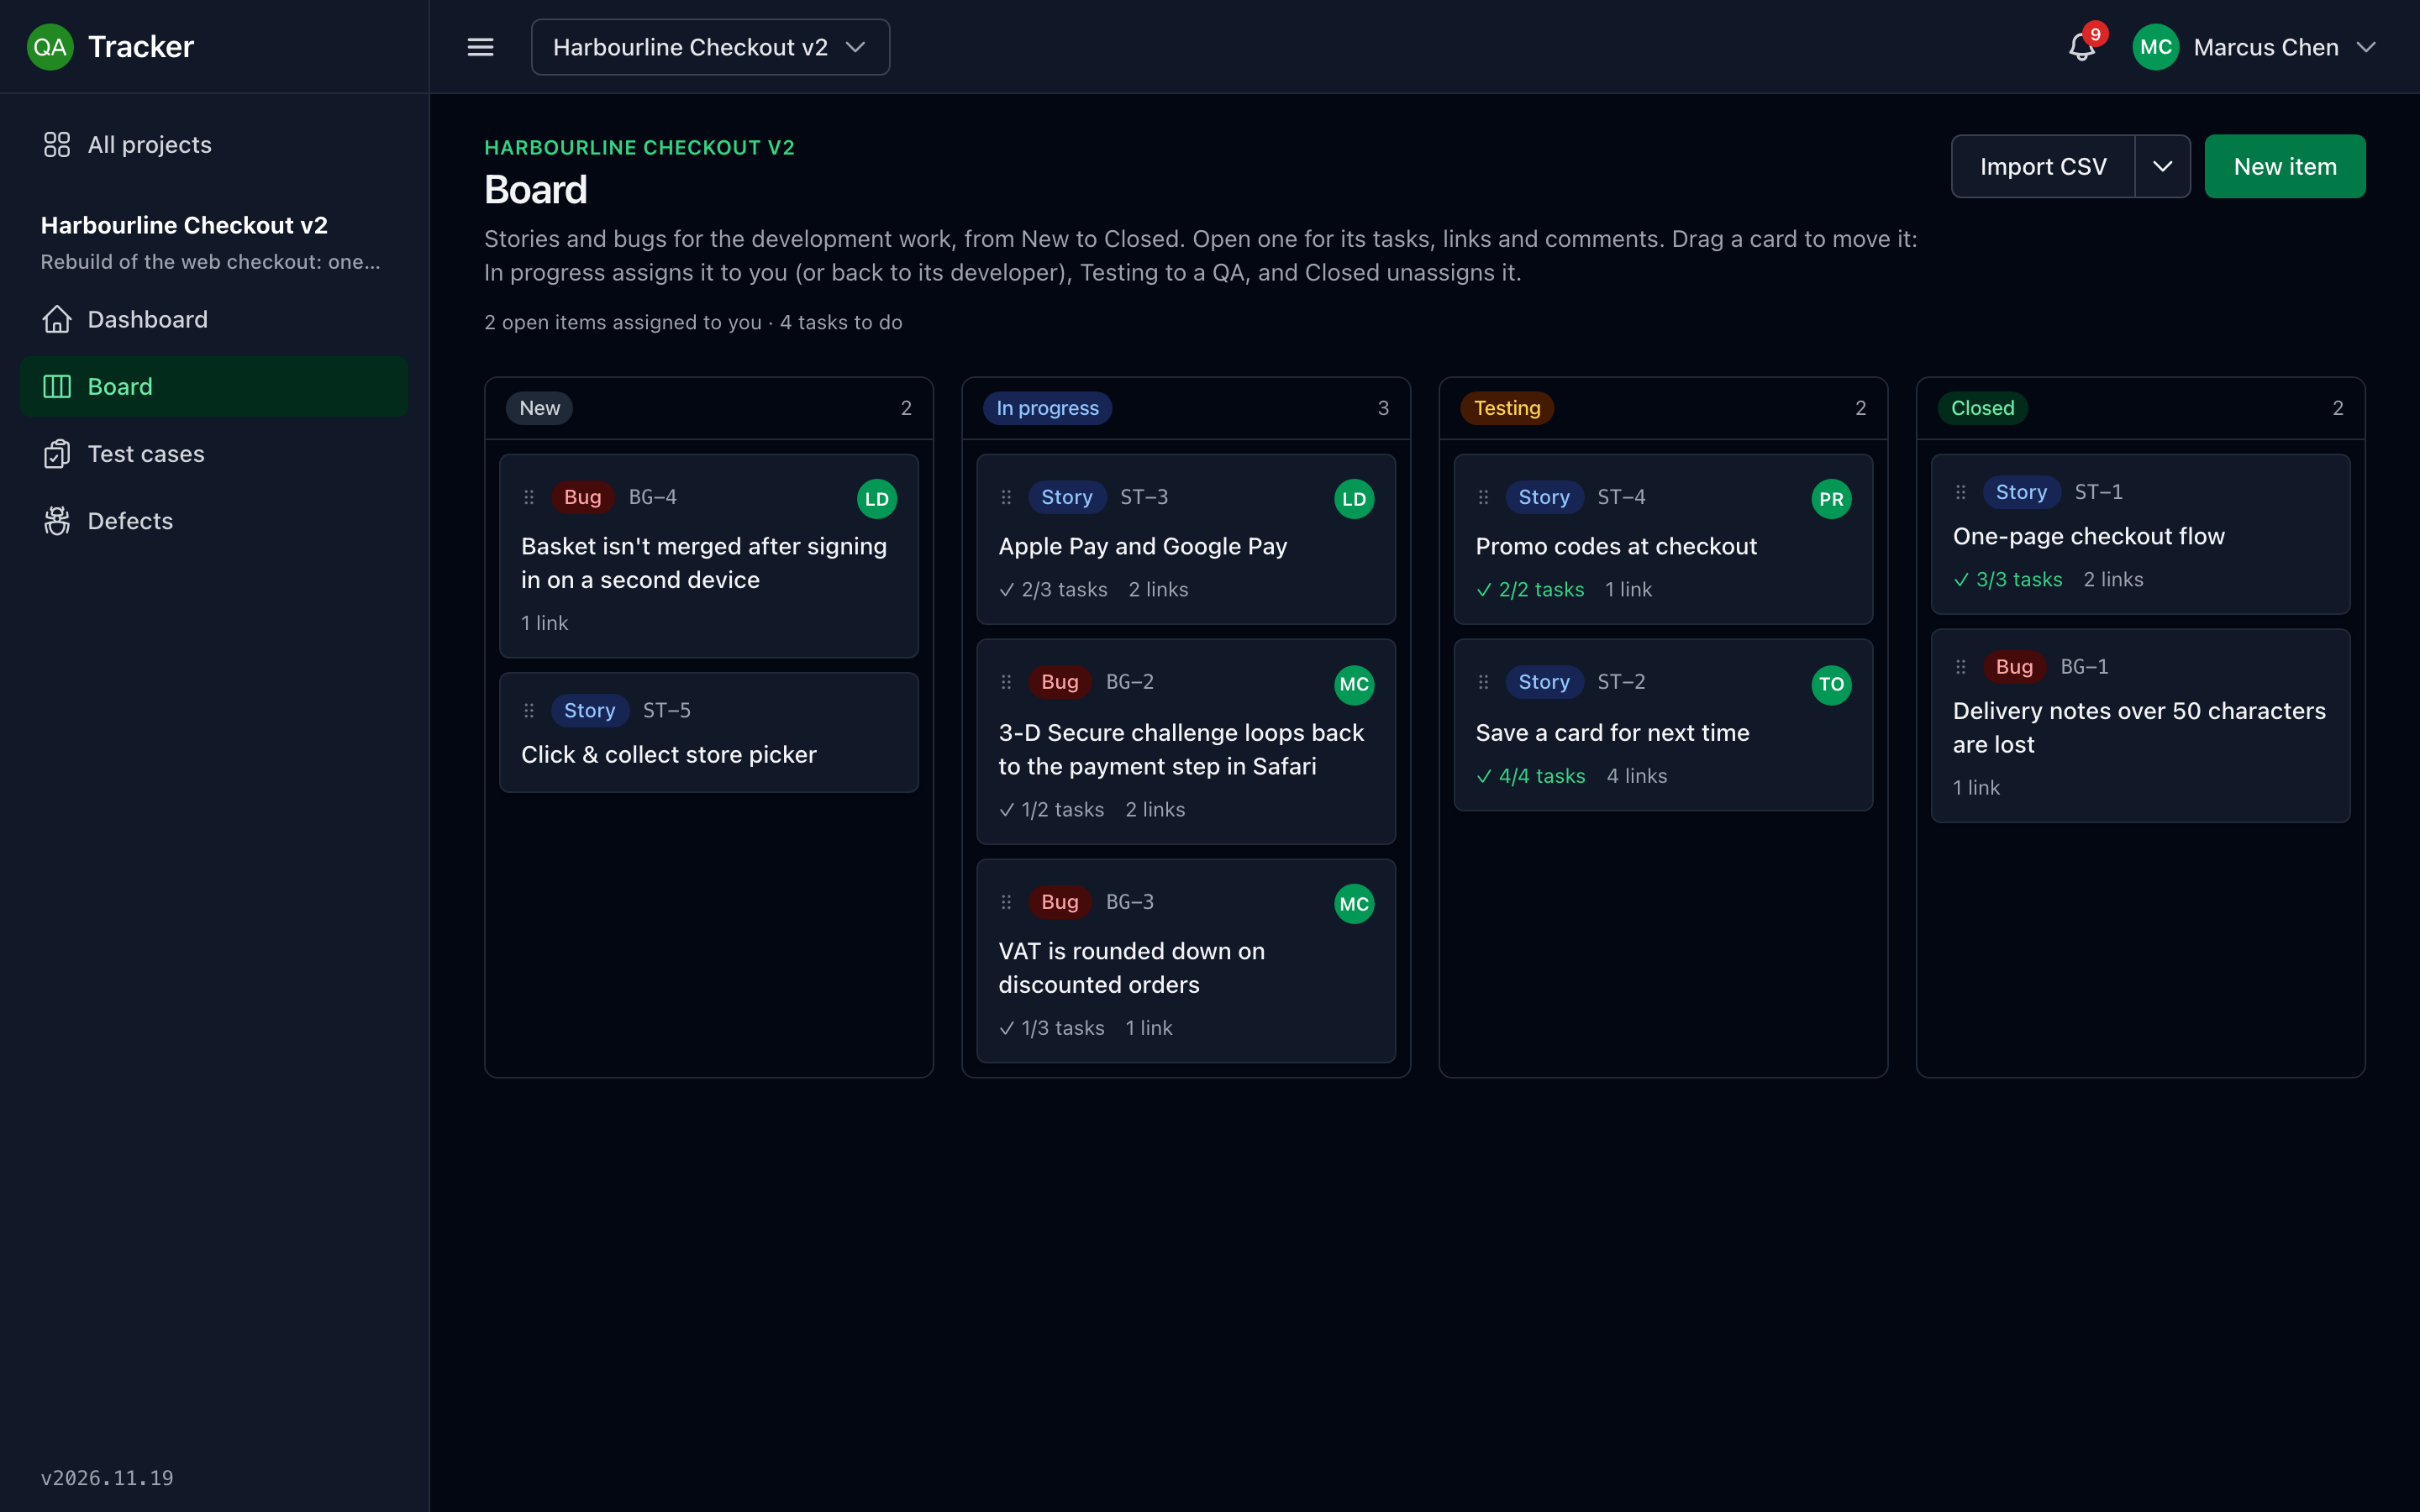 QA Tracker
Harbourline Checkout v2
9
MC Marcus Chen
All projects
Harbourline Checkout v2
Rebuild of the web checkout: one...
Dashboard
Board
Test cases
Defects
v2026.11.19
HARBOURLINE CHECKOUT V2
Board
Import CSV
New item
Stories and bugs for the development work, from New to Closed. Open one for its tasks, links and comments. Drag a card to move it:
In progress assigns it to you (or back to its developer), Testing to a QA, and Closed unassigns it.
2 open items assigned to you · 4 tasks to do
New 2
Bug BG-4 LD
Basket isn't merged after signing
in on a second device
1 link
Story ST-5
Click & collect store picker
In progress 3
Story ST-3 LD
Apple Pay and Google Pay
✓ 2/3 tasks 2 links
Bug BG-2 MC
3-D Secure challenge loops back
to the payment step in Safari
✓ 1/2 tasks 2 links
Bug BG-3 MC
VAT is rounded down on
discounted orders
✓ 1/3 tasks 1 link
Testing 2
Story ST-4 PR
Promo codes at checkout
✓ 2/2 tasks 1 link
Story ST-2 TO
Save a card for next time
✓ 4/4 tasks 4 links
Closed 2
Story ST-1
One-page checkout flow
✓ 3/3 tasks 2 links
Bug BG-1
Delivery notes over 50 characters
are lost
1 link